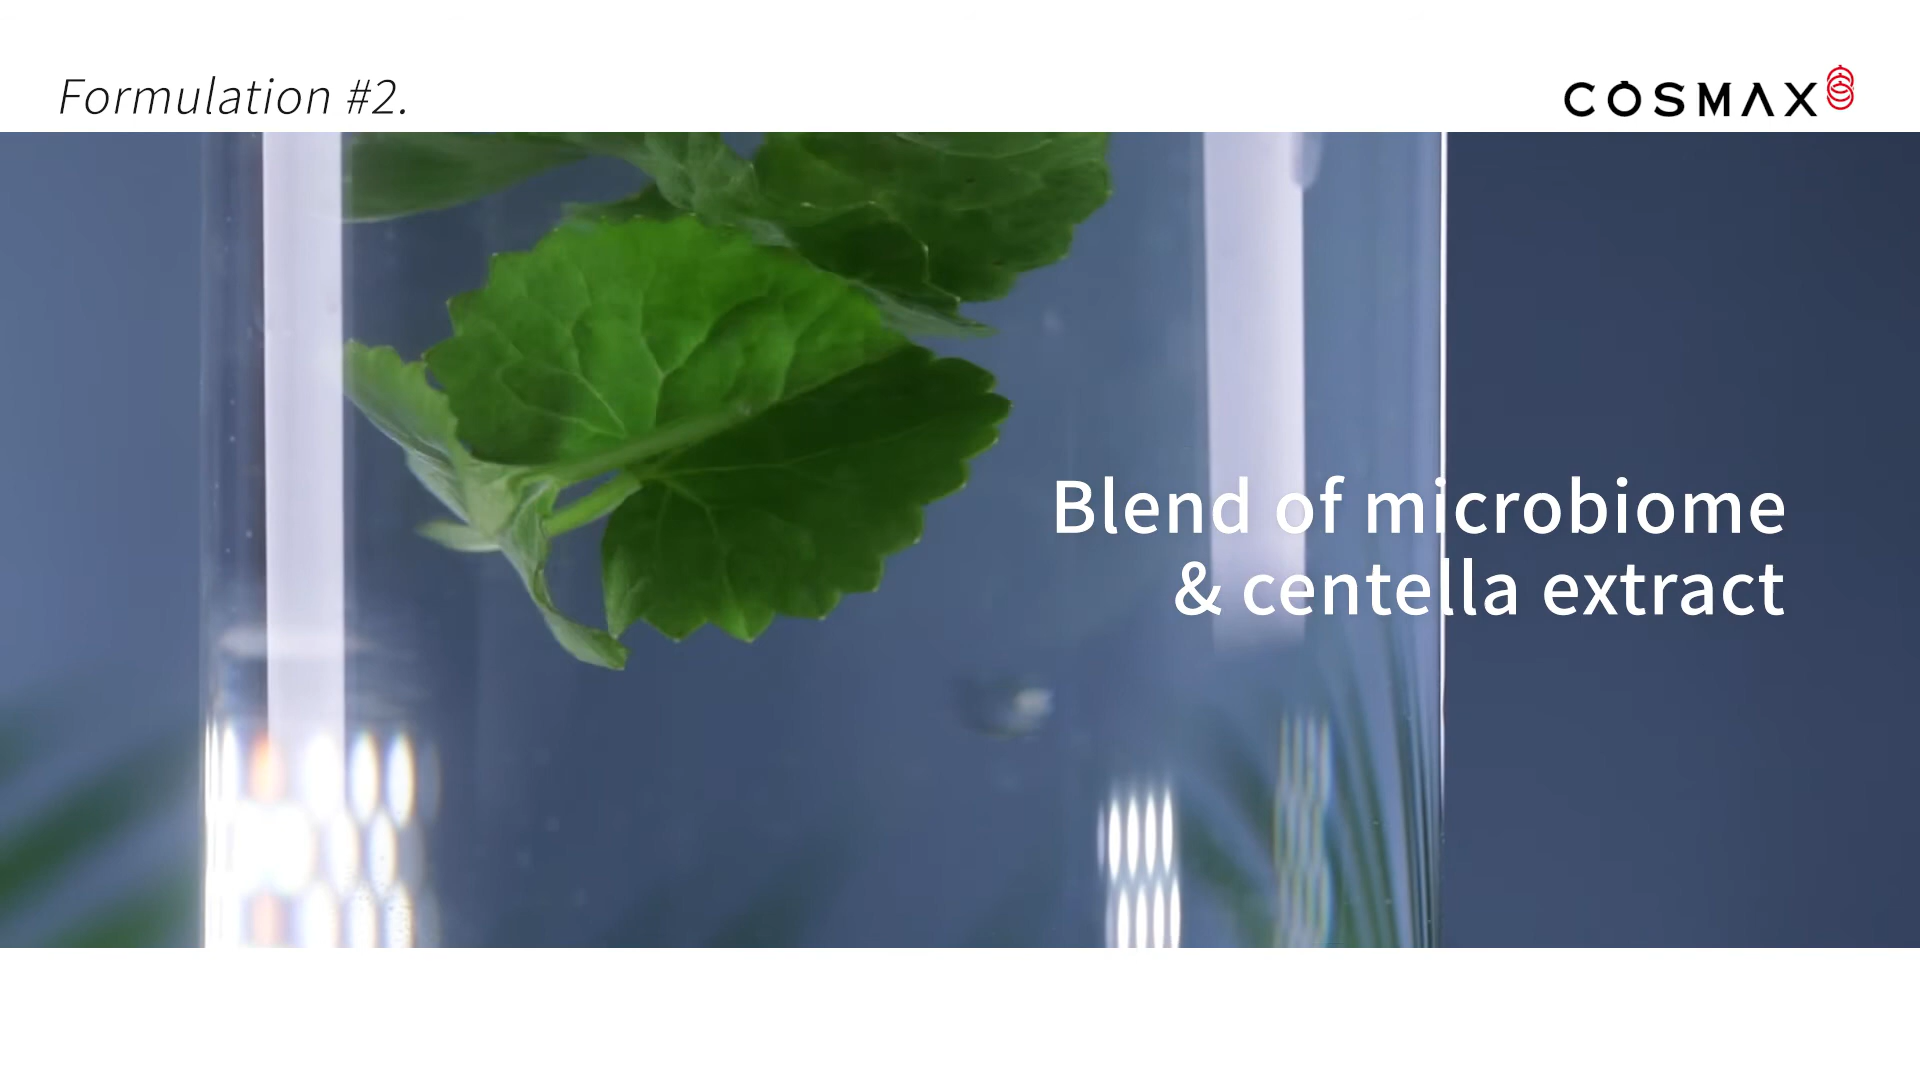 Formulation #2.
COSMAX
Blend of microbiome
& centella extract